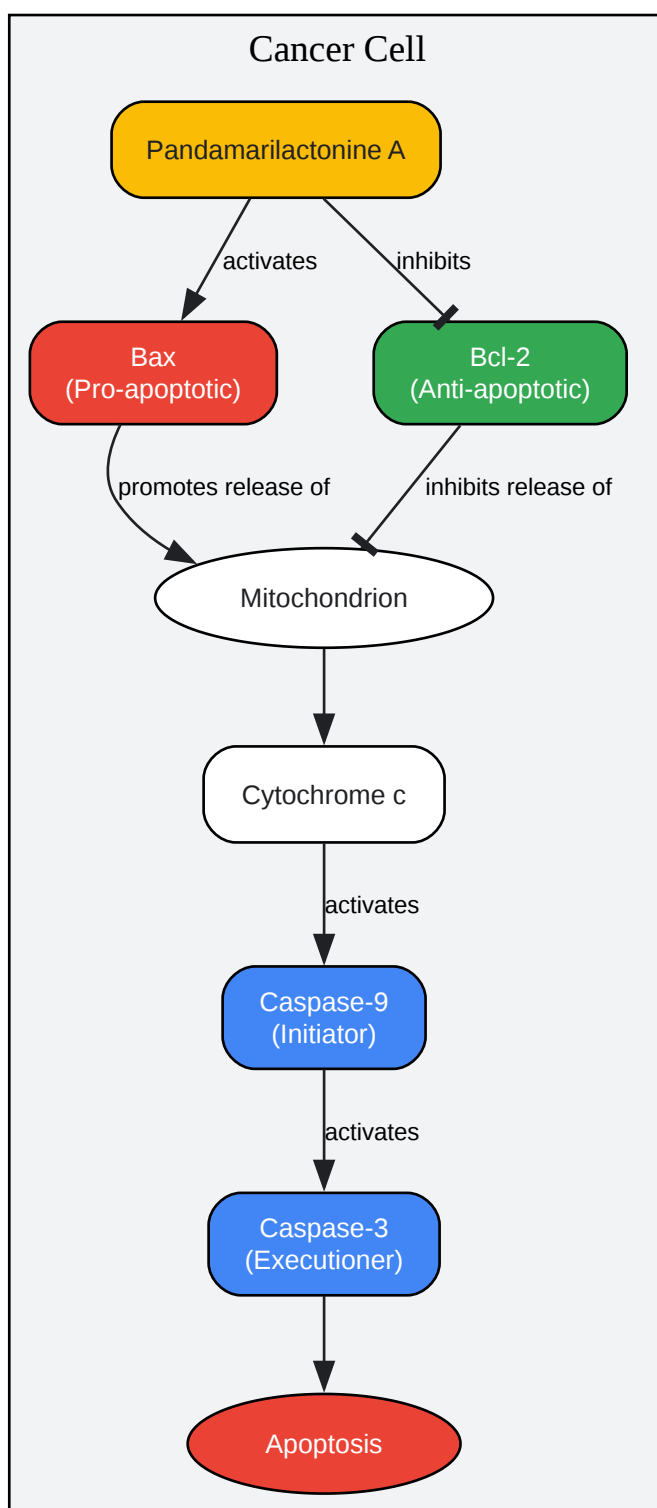 Cancer Cell
Pandamarilactonine A
activates
inhibits
Bax
(Pro-apoptotic)
Bcl-2
(Anti-apoptotic)
promotes release of
inhibits release of
Mitochondrion
Cytochrome c
activates
Caspase-9
(Initiator)
activates
Caspase-3
(Executioner)
Apoptosis